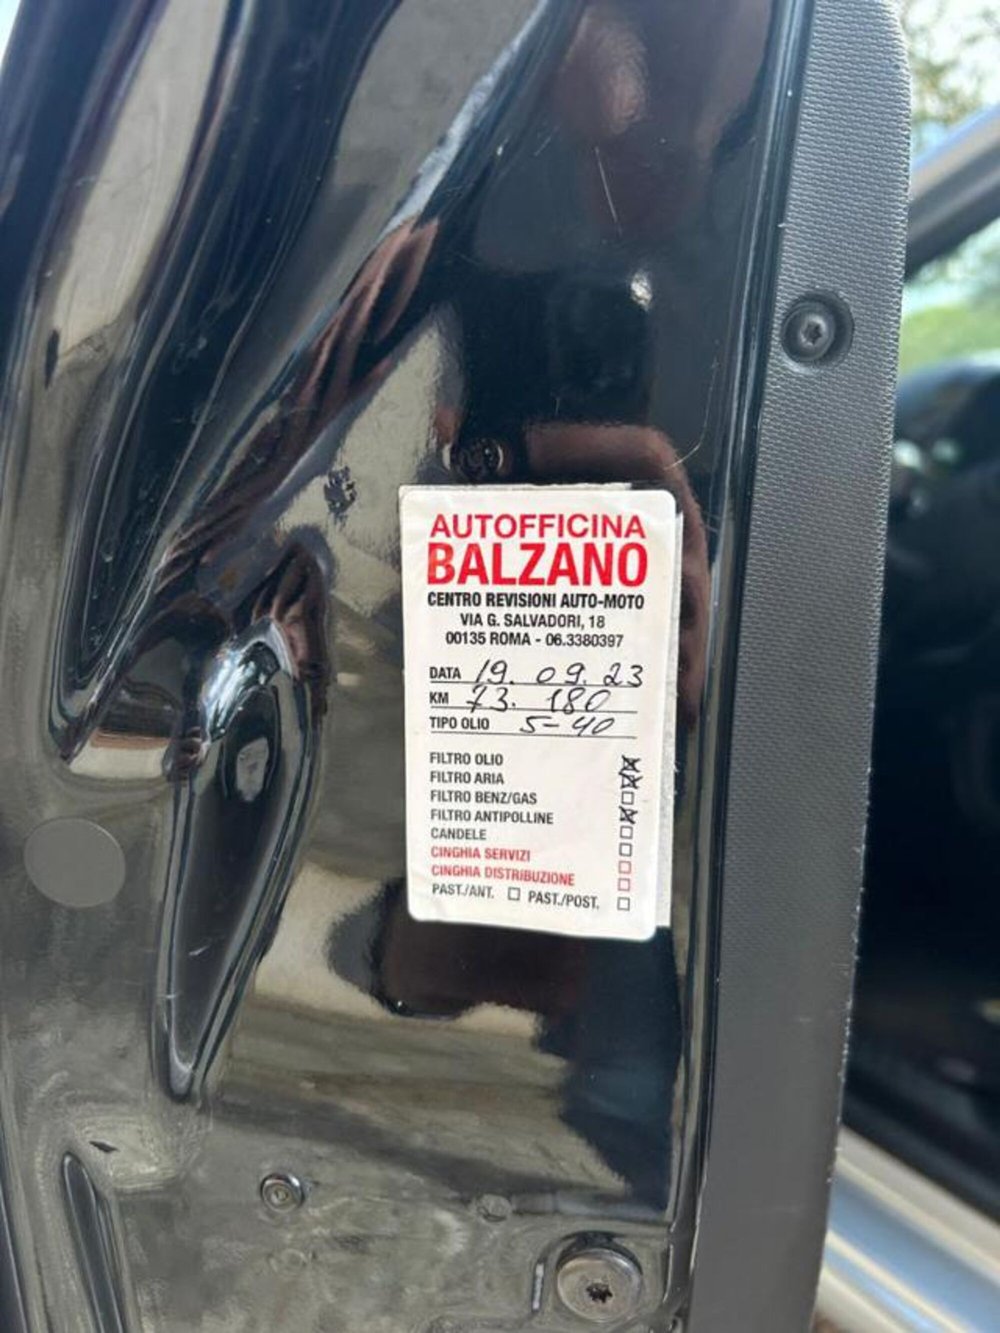 AUTOFFICINA
BALZANO
CENTRO REVISIONI AUTO-MOTO
VIA G. SALVADORI, 18
00135 ROMA - 06.3380397
DATA 19. 09. 23
KM 73. 180
TIPO OLIO 5-40
FILTRO OLIO
FILTRO ARIA
FILTRO BENZ/GAS
FILTRO ANTIPOLLINE
CANDELE
CINGHIA SERVIZI
CINGHIA DISTRIBUZIONE
PAST./ANT. PAST./POST.